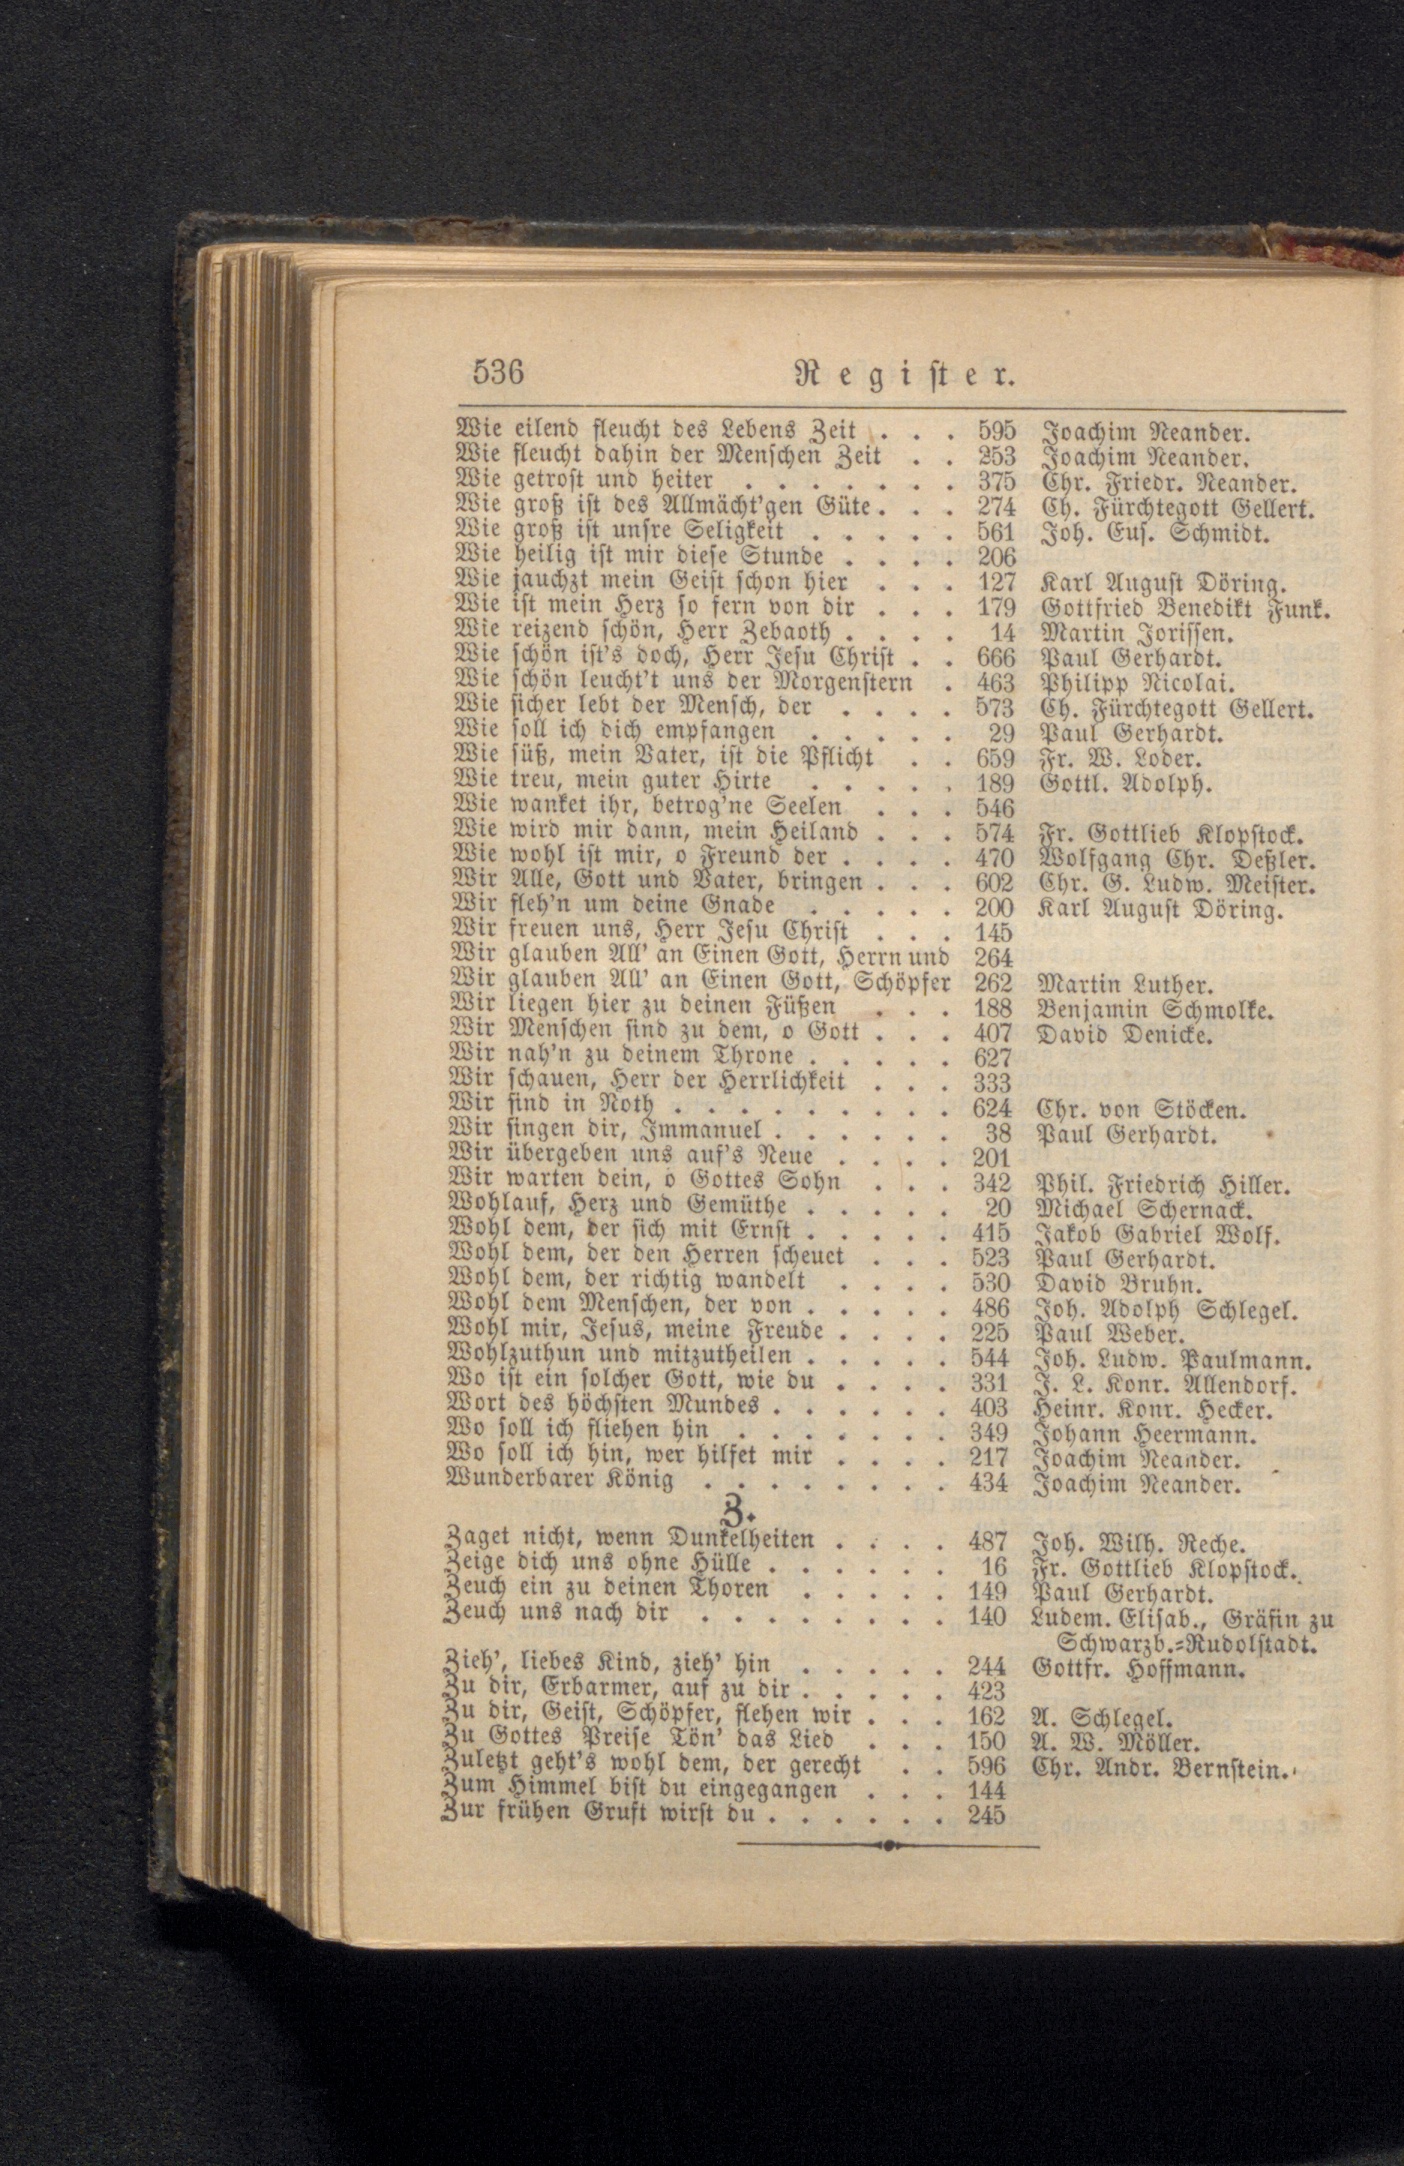 536 Register.
Wie eilend fleucht des Lebens Zeit . . . 595 Joachim Neander.
Wie fleucht dahin der Menschen Zeit . . 253 Joachim Neander.
Wie getrost und heiter . . . . . . . 375 Chr. Friedr. Neander.
Wie groß ist des Allmächt'gen Güte . . . 274 Ch. Fürchtegott Gellert.
Wie groß ist unsre Seligkeit . . . . . 561 Joh. Eus. Schmidt.
Wie heilig ist mir diese Stunde . . . . 206
Wie jauchzt mein Geist schon hier . . . 127 Karl August Döring.
Wie ist mein Herz so fern von dir . . . 179 Gottfried Benedikt Funk.
Wie reizend schön, Herr Zebaoth . . . . 14 Martin Jorissen.
Wie schön ist's doch, Herr Jesu Christ . . 666 Paul Gerhardt.
Wie schön leucht't uns der Morgenstern . 463 Philipp Nicolai.
Wie sicher lebt der Mensch, der . . . . 573 Ch. Fürchtegott Gellert.
Wie soll ich dich empfangen . . . . . 29 Paul Gerhardt.
Wie süß, mein Vater, ist die Pflicht . . 659 Fr. W. Loder.
Wie treu, mein guter Hirte . . . . . 189 Gottl. Adolph.
Wie wanket ihr, betrog'ne Seelen . . . 546
Wie wird mir dann, mein Heiland . . . 574 Fr. Gottlieb Klopstock.
Wie wohl ist mir, o Freund der . . . . 470 Wolfgang Chr. Deßler.
Wir Alle, Gott und Vater, bringen . . . 602 Chr. G. Ludw. Meister.
Wir fleh'n um deine Gnade . . . . . 200 Karl August Döring.
Wir freuen uns, Herr Jesu Christ . . . 145
Wir glauben All' an Einen Gott, Herrn und 264
Wir glauben All' an Einen Gott, Schöpfer 262 Martin Luther.
Wir liegen hier zu deinen Füßen . . . 188 Benjamin Schmolke.
Wir Menschen sind zu dem, o Gott . . . 407 David Denicke.
Wir nah'n zu deinem Throne . . . . . 627
Wir schauen, Herr der Herrlichkeit . . . 333
Wir sind in Noth . . . . . . . . . 624 Chr. von Stöcken.
Wir singen dir, Immanuel . . . . . . 38 Paul Gerhardt.
Wir übergeben uns auf's Neue . . . . 201
Wir warten dein, o Gottes Sohn . . . 342 Phil. Friedrich Hiller.
Wohlauf, Herz und Gemüthe . . . . . 20 Michael Schernack.
Wohl dem, der sich mit Ernst . . . . . 415 Jakob Gabriel Wolf.
Wohl dem, der den Herren scheuet . . . 523 Paul Gerhardt.
Wohl dem, der richtig wandelt . . . . 530 David Bruhn.
Wohl dem Menschen, der von . . . . . 486 Joh. Adolph Schlegel.
Wohl mir, Jesus, meine Freude . . . . 225 Paul Weber.
Wohlzuthun und mitzutheilen . . . . . 544 Joh. Ludw. Paulmann.
Wo ist ein solcher Gott, wie du . . . . 331 J. L. Konr. Allendorf.
Wort des höchsten Mundes . . . . . . 403 Heinr. Konr. Hecker.
Wo soll ich fliehen hin . . . . . . . 349 Johann Heermann.
Wo soll ich hin, wer hilfet mir . . . . 217 Joachim Neander.
Wunderbarer König . . . . . . . . 434 Joachim Neander.
Z.
Zaget nicht, wenn Dunkelheiten . . . . 487 Joh. Wilh. Reche.
Zeige dich uns ohne Hülle . . . . . . 16 Fr. Gottlieb Klopstock.
Zeuch ein zu deinen Thoren . . . . . 149 Paul Gerhardt.
Zeuch uns nach dir . . . . . . . . 140 Ludem. Elisab., Gräfin zu
Schwarzb.-Rudolstadt.
Zieh', liebes Kind, zieh' hin . . . . . 244 Gottfr. Hoffmann.
Zu dir, Erbarmer, auf zu dir . . . . . 423
Zu dir, Geist, Schöpfer, flehen wir . . . 162 A. Schlegel.
Zu Gottes Preise Tön' das Lied . . . 150 A. W. Möller.
Zuletzt geht's wohl dem, der gerecht . . 596 Chr. Andr. Bernstein.
Zum Himmel bist du eingegangen . . . 144
Zur frühen Gruft wirst du . . . . . . 245